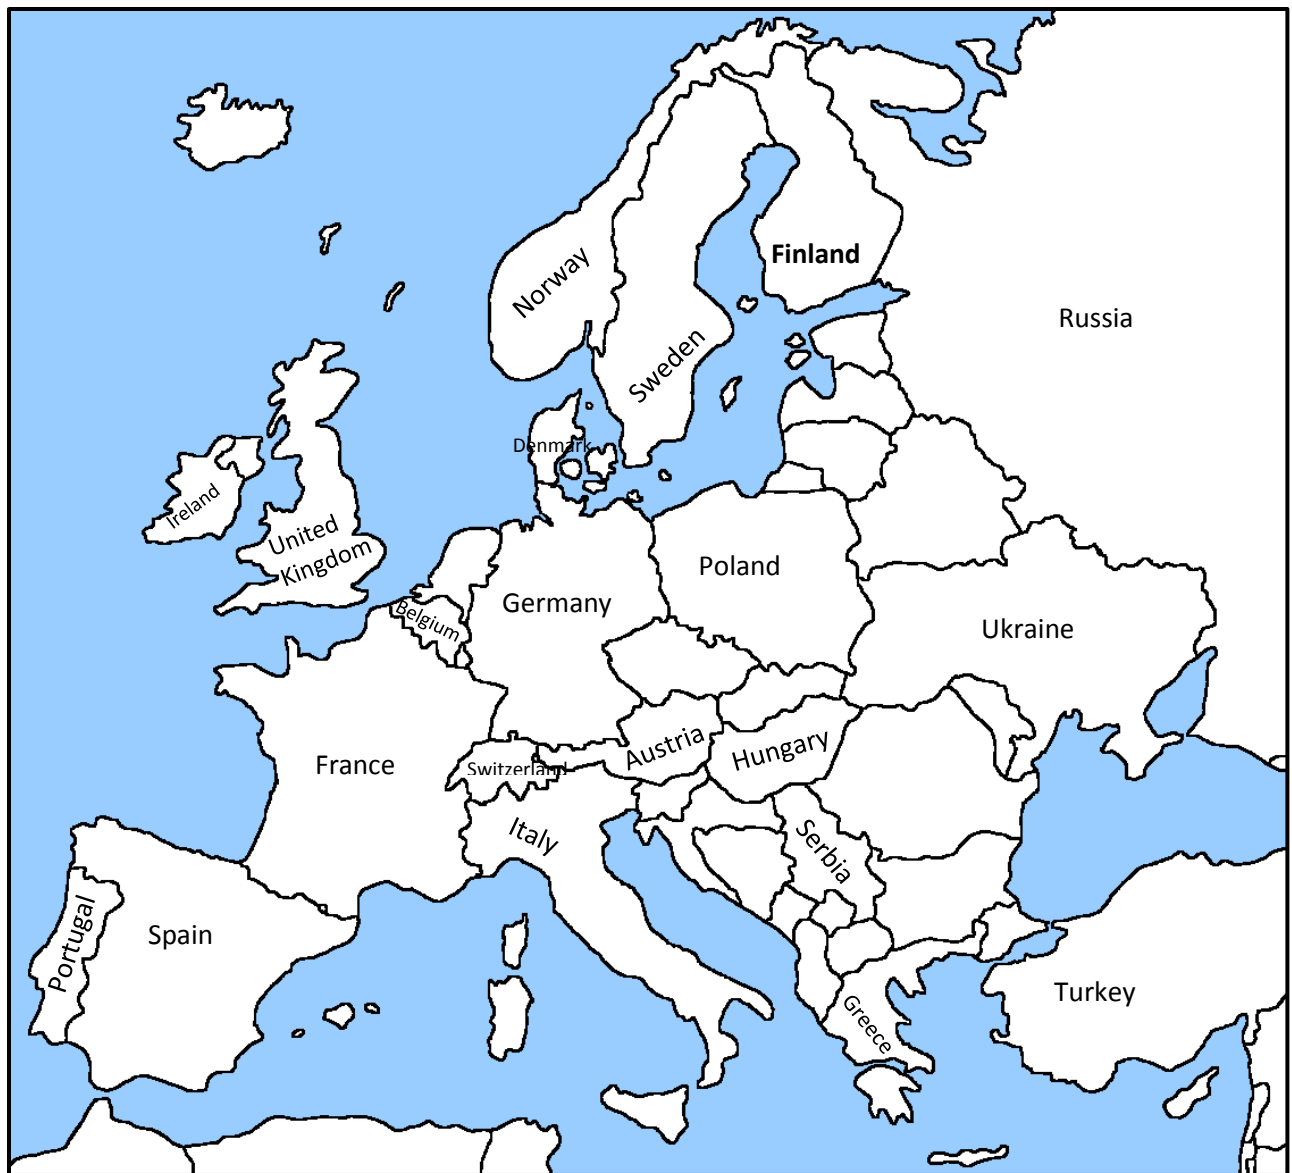 Norway
Finland
Russia
Sweden
Denmark
Ireland
United
Kingdom
Poland
Germany
Belgium
Ukraine
Austria
Hungary
France
Switzerland
Italy
Serbia
Portugal
Spain
Turkey
Greece